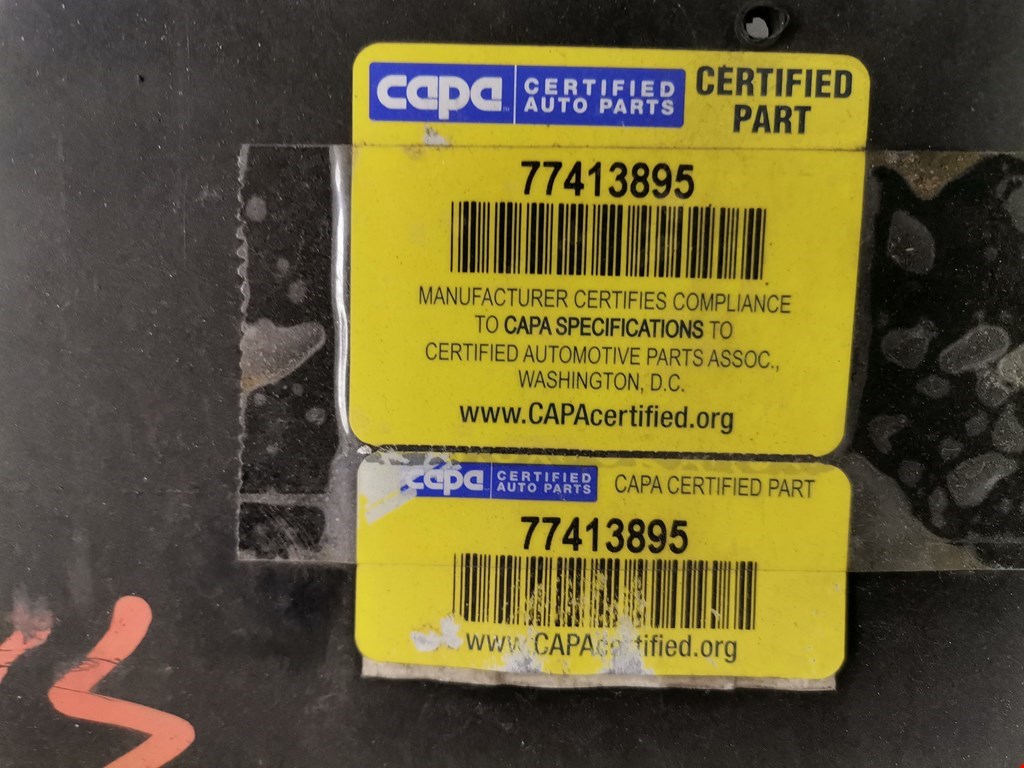 capa CERTIFIED AUTO PARTS
CERTIFIED
PART
77413895
MANUFACTURER CERTIFIES COMPLIANCE
TO CAPA SPECIFICATIONS TO
CERTIFIED AUTOMOTIVE PARTS ASSOC.,
WASHINGTON, D.C.
www.CAPAcertified.org
capa CERTIFIED AUTO PARTS
CAPA CERTIFIED PART
77413895
www.CAPAcertified.org